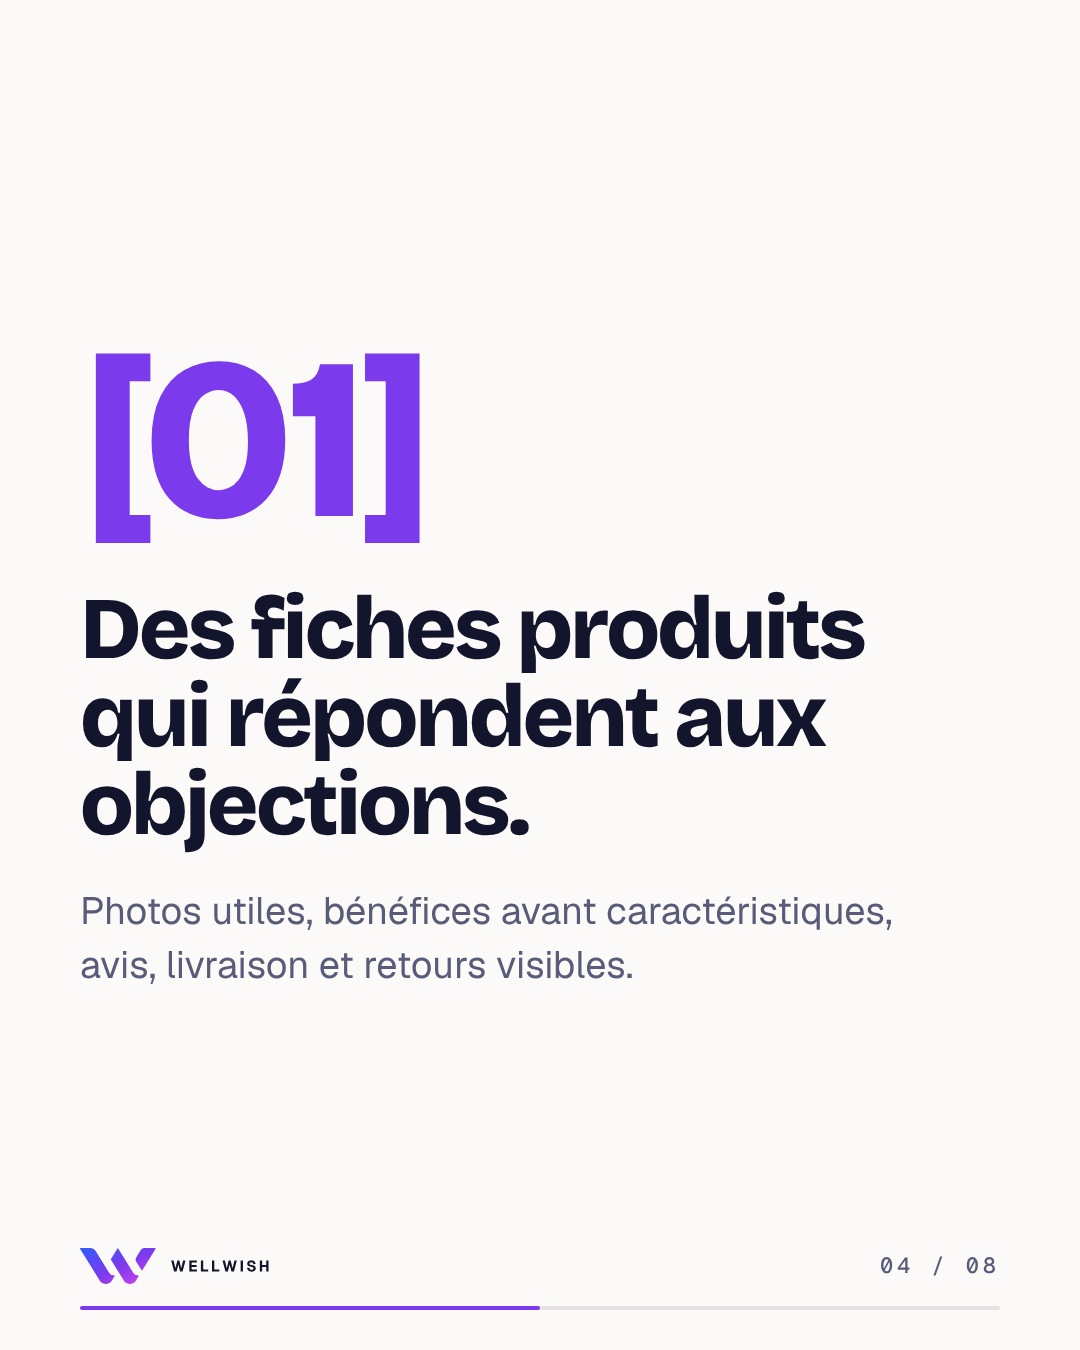 [01]
Des fiches produits
qui répondent aux
objections.
Photos utiles, bénéfices avant caractéristiques,
avis, livraison et retours visibles.
WELLWISH
04 / 08